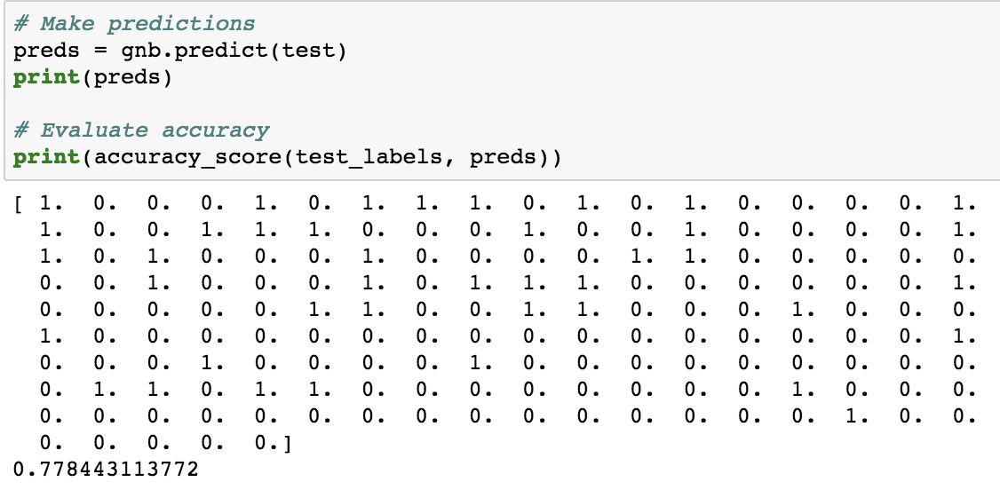 # Make predictions
preds = gnb.predict(test)
print(preds)
# Evaluate accuracy
print(accuracy_score(test_labels, preds))
[ 1. 0. 0. 0. 1. 0. 1. 1. 1. 0. 1. 0. 1. 0. 0. 0. 0. 1.
1. 0. 0. 1. 1. 1. 0. 0. 0. 1. 0. 0. 1. 0. 0. 0. 0. 1.
1. 0. 1. 0. 0. 0. 1. 0. 0. 0. 0. 1. 1. 0. 0. 0. 0. 0.
0. 0. 1. 0. 0. 0. 1. 0. 1. 1. 1. 0. 0. 0. 0. 0. 0. 1.
0. 0. 0. 0. 0. 1. 1. 0. 0. 1. 1. 0. 0. 0. 1. 0. 0. 0.
1. 0. 0. 0. 0. 0. 0. 0. 0. 0. 0. 0. 0. 0. 0. 0. 0. 1.
0. 0. 0. 1. 0. 0. 0. 0. 1. 0. 0. 0. 0. 0. 0. 0. 0. 0.
0. 1. 1. 0. 1. 1. 0. 0. 0. 0. 0. 0. 0. 0. 1. 0. 0. 0.
0. 0. 0. 0. 0. 0. 0. 0. 0. 0. 0. 0. 0. 0. 0. 1. 0. 0.
0. 0. 0. 0. 0.]
0.778443113772